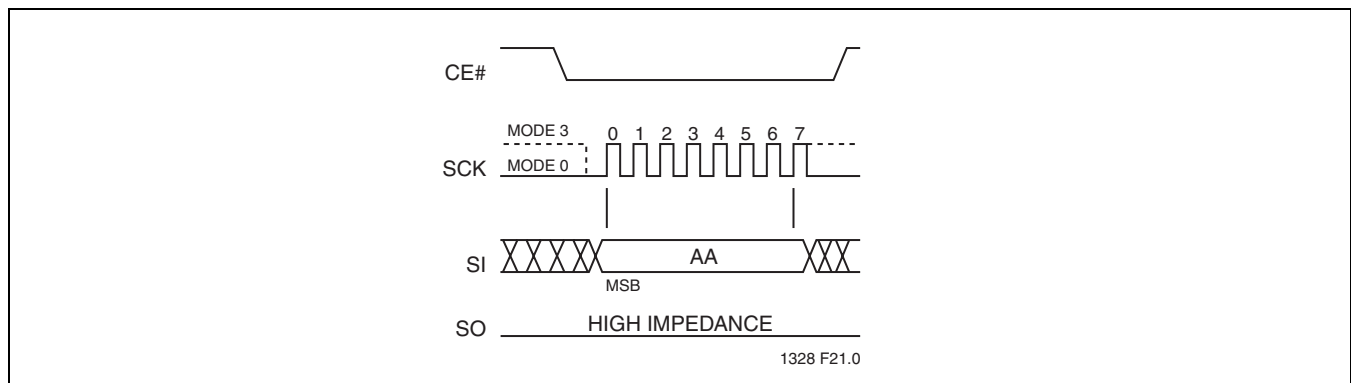 CE#
MODE 3
0 1 2 3 4 5 6 7
SCK
MODE 0
SI
AA
MSB
SO
HIGH IMPEDANCE
1328 F21.0